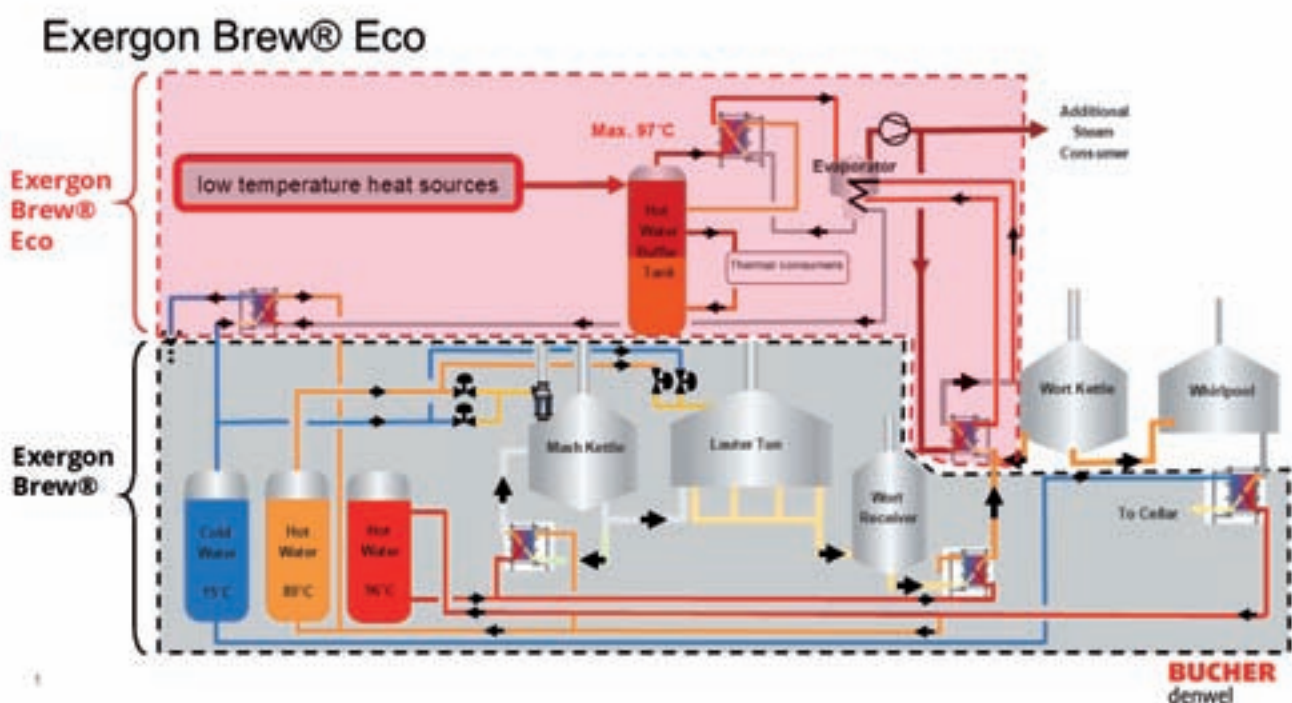 Exergon Brew® Eco
Exergon
Brew®
Eco
low temperature heat sources
Max. 97°C
Hot
Water
Buffer
Tank
Thermal consumers
Evaporator
Additional
Steam
Consumer
Exergon
Brew®
Cold
Water
15°C
Hot
Water
80°C
Hot
Water
96°C
Mash Kettle
Lauter Tun
Wort
Receiver
Wort Kettle
Whirlpool
To Cellar
1
BUCHER
denwel